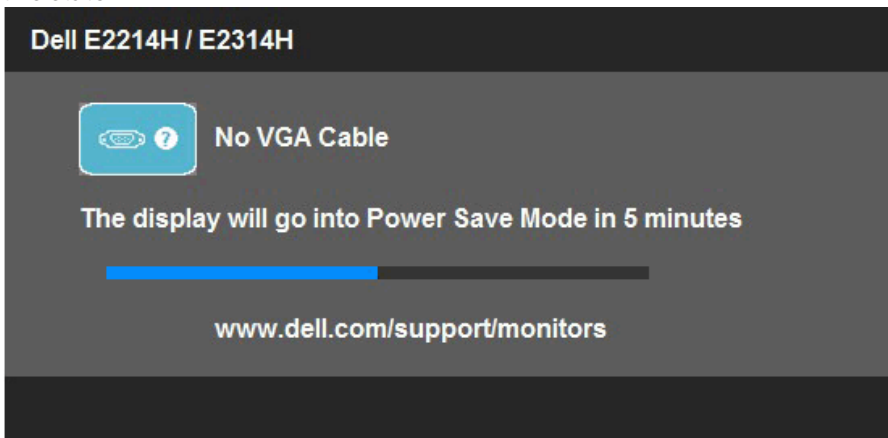 Dell E2214H / E2314H
? No VGA Cable
The display will go into Power Save Mode in 5 minutes
www.dell.com/support/monitors